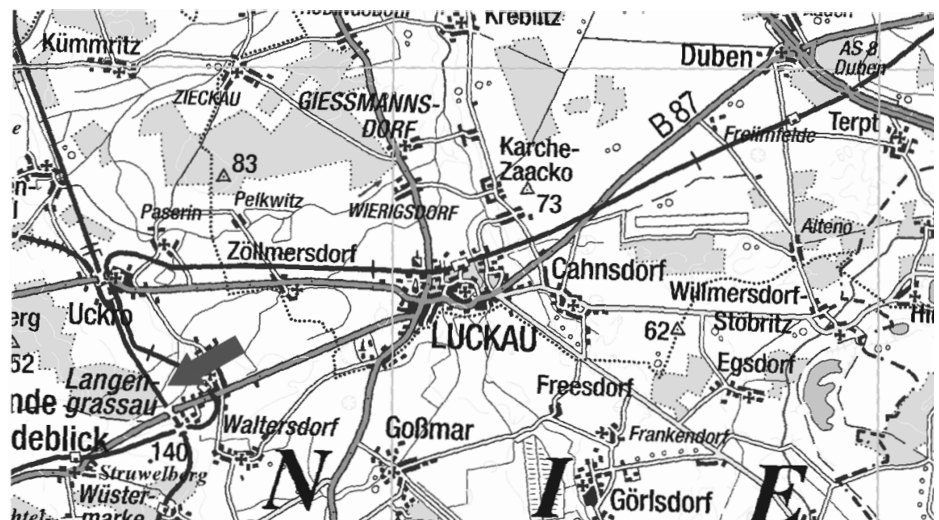 Kreblitz
Kümmritz
Duben
AS 8
Duben
ZIECKAU
GIESSMANNS-
DORF
B 87
Freiimfelde
Terpt
Karche-
Zaacko
83
73
Pelkwitz
Paserin
WIERIGSDORF
Alteno
Zöllmersdorf
Cahnsdorf
Uckro
Willmersdorf-
Stöbritz
LUCKAU
62
erg
52
Egsdorf
Langen-
grassau
Freesdorf
nde
Waltersdorf
Goßmar
Frankendorf
deblick
140
Struwelberg
N I E
Görlsdorf
Wüster-
marke